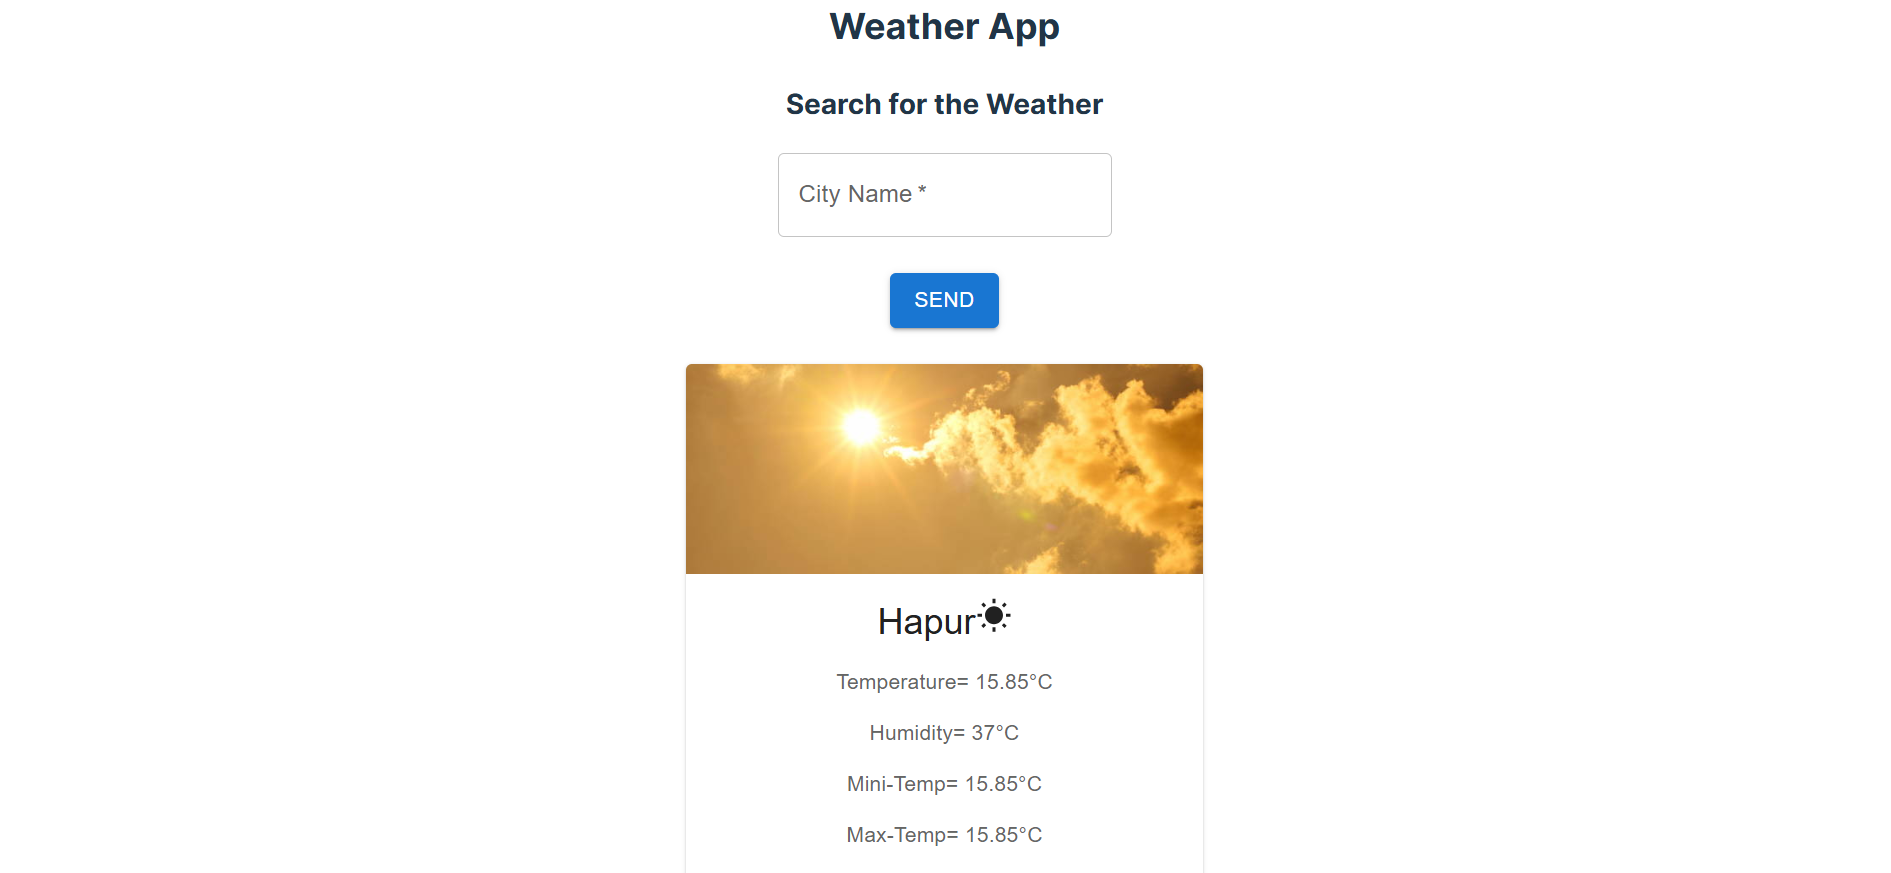 Weather App
Search for the Weather
City Name *
SEND
Hapur
Temperature= 15.85°C
Humidity= 37°C
Mini-Temp= 15.85°C
Max-Temp= 15.85°C